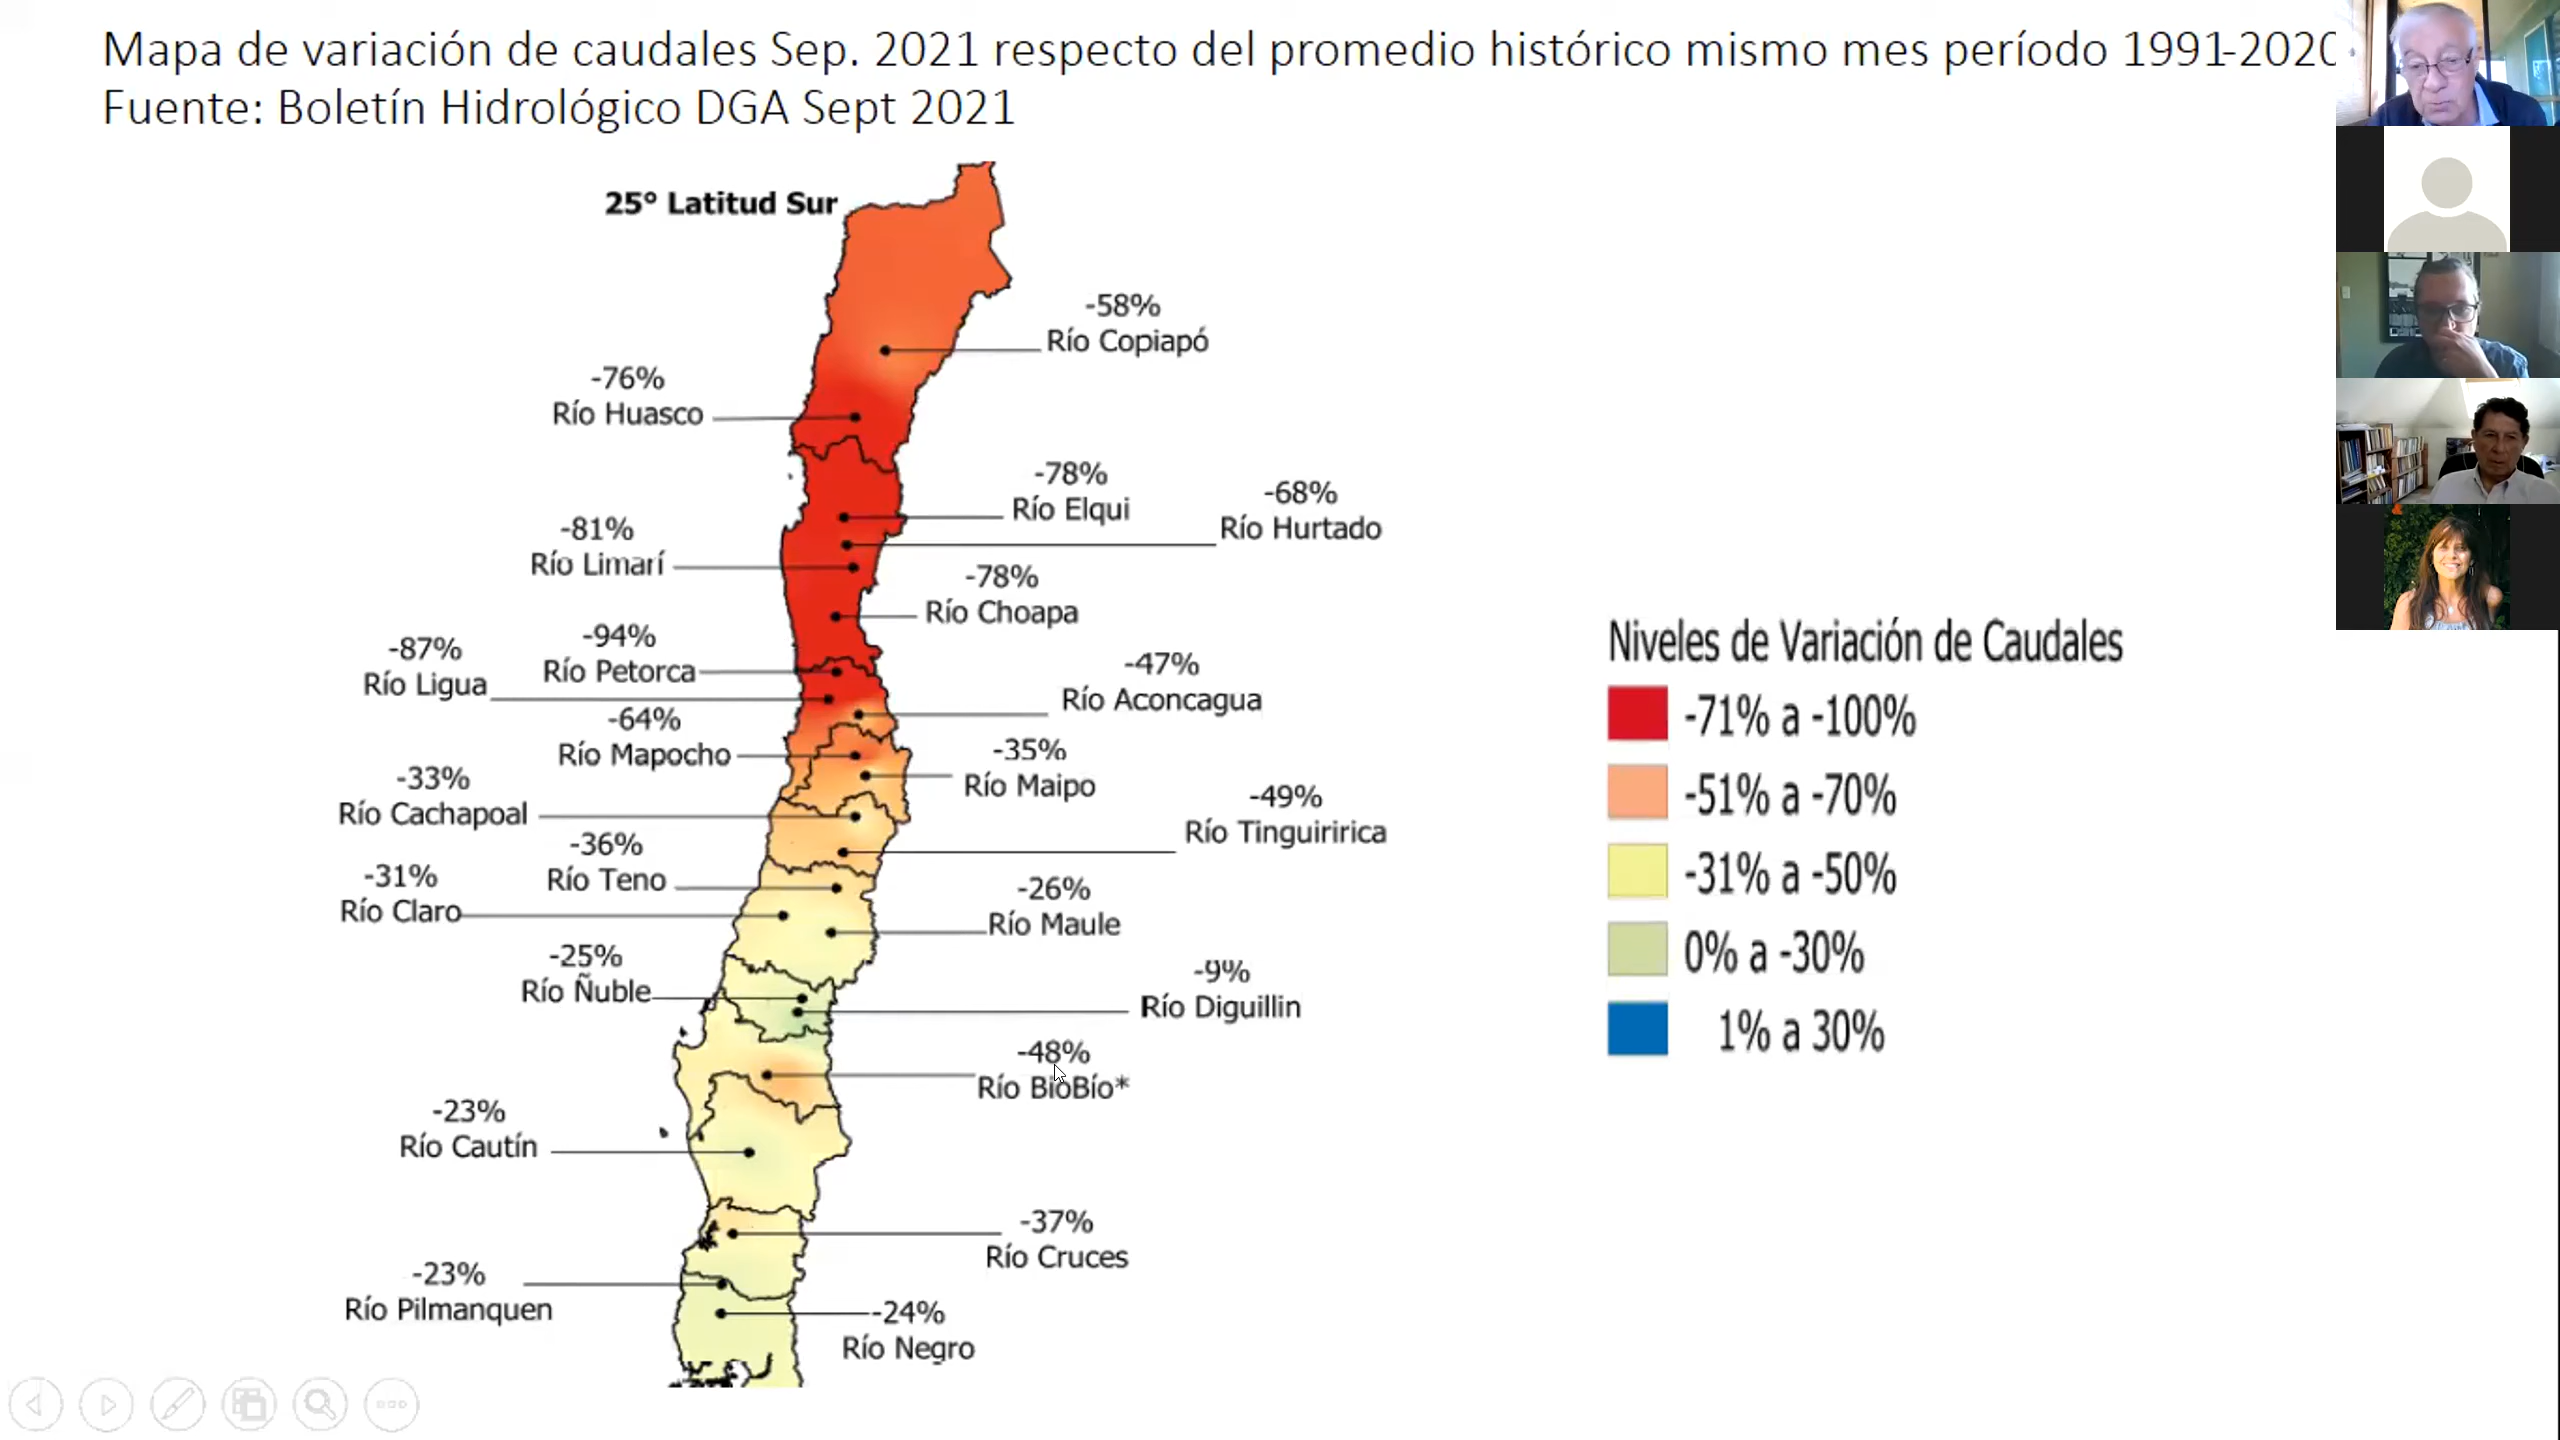 Mapa de variación de caudales Sep. 2021 respecto del promedio histórico mismo mes período 1991-2020
Fuente: Boletín Hidrológico DGA Sept 2021
25° Latitud Sur
-58%
Río Copiapó
-76%
Río Huasco
-78%
Río Elqui
-68%
Río Hurtado
-81%
Río Limarí
-78%
Río Choapa
-94%
Río Petorca
-87%
Río Ligua
-47%
Río Aconcagua
-64%
Río Mapocho
-35%
Río Maipo
-33%
Río Cachapoal
-49%
Río Tinguiririca
-36%
Río Teno
-31%
Río Claro
-26%
Río Maule
-25%
Río Ñuble
-9%
Río Diguillin
-48%
Río BioBío*
-23%
Río Cautín
-37%
Río Cruces
-23%
Río Pilmanquen
-24%
Río Negro
Niveles de Variación de Caudales
-71% a -100%
-51% a -70%
-31% a -50%
0% a -30%
1% a 30%